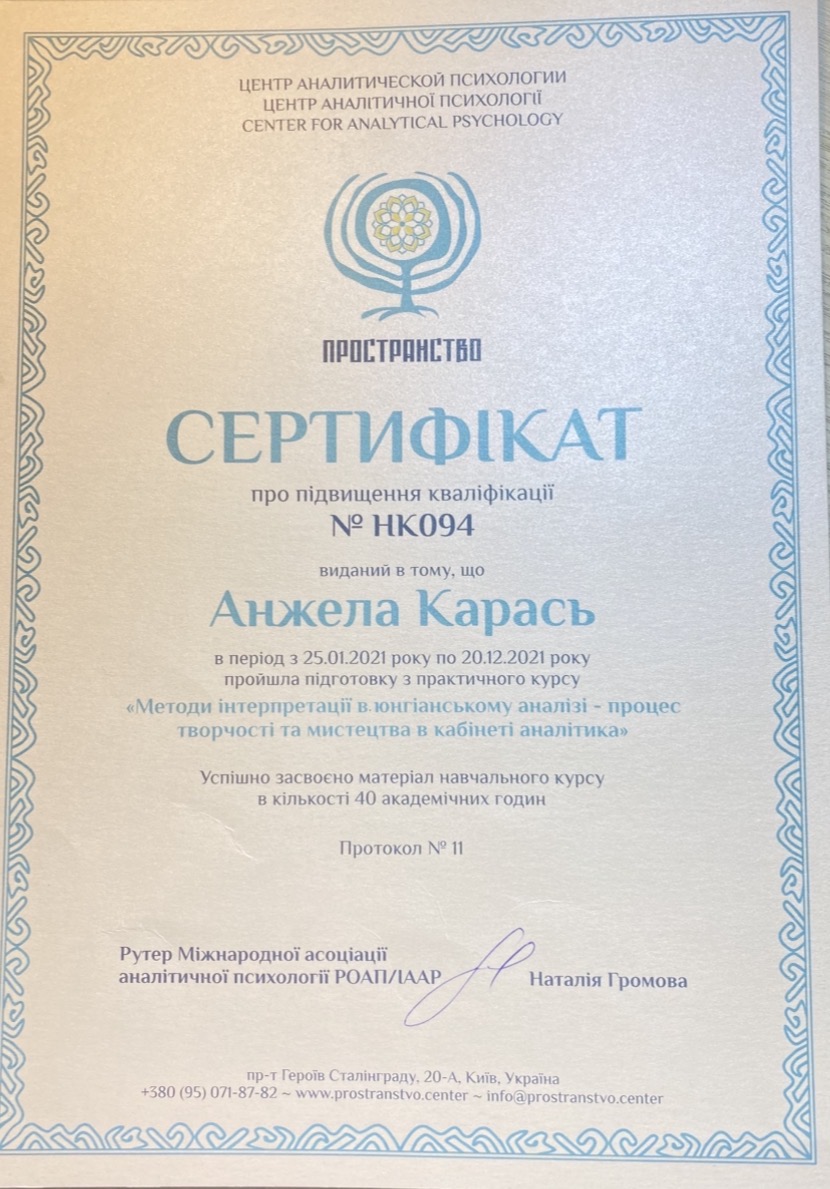 ЦЕНТР АНАЛИТИЧЕСКОЙ ПСИХОЛОГИИ
ЦЕНТР АНАЛІТИЧНОЇ ПСИХОЛОГІЇ
CENTER FOR ANALYTICAL PSYCHOLOGY
ПРОСТРАНСТВО
СЕРТИФІКАТ
про підвищення кваліфікації
№ НК094
виданий в тому, що
Анжела Карась
в період з 25.01.2021 року по 20.12.2021 року
пройшла підготовку з практичного курсу
«Методи інтерпретації в юнгіанському аналізі - процес
творчості та мистецтва в кабінеті аналітика»
Успішно засвоєно матеріал навчального курсу
в кількості 40 академічних годин
Протокол № 11
Рутер Міжнародної асоціації
аналітичної психології РОАП/IAAP
Наталія Громова
пр-т Героїв Сталінграду, 20-А, Київ, Україна
+380 (95) 071-87-82 ~ www.prostranstvo.center ~ info@prostranstvo.center